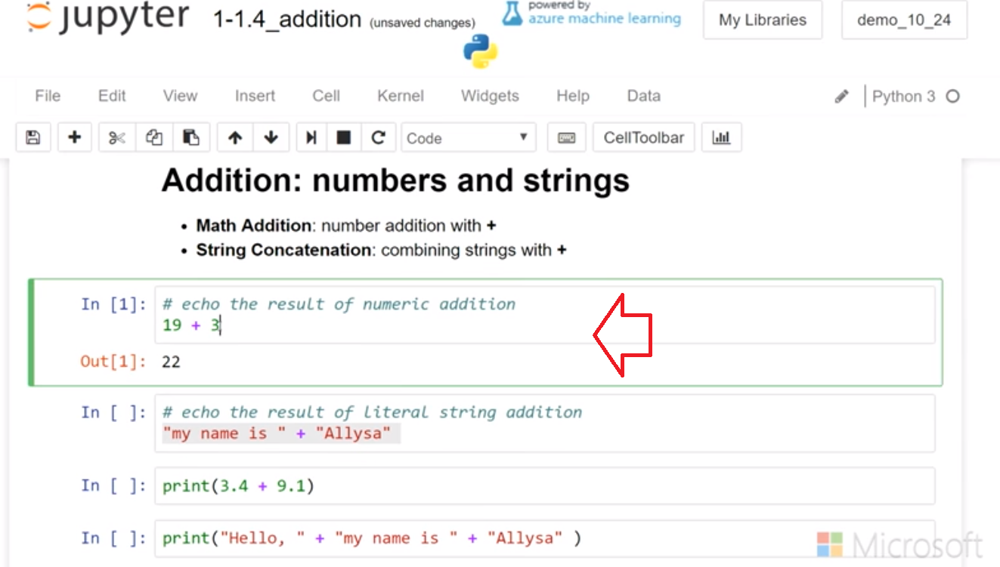 jupyter 1-1.4_addition (unsaved changes) powered by azure machine learning My Libraries demo_10_24
File Edit View Insert Cell Kernel Widgets Help Data Python 3
Code CellToolbar
Addition: numbers and strings
• Math Addition: number addition with +
• String Concatenation: combining strings with +
In [1]: # echo the result of numeric addition
19 + 3
Out[1]: 22
In [ ]: # echo the result of literal string addition
"my name is " + "Allysa"
In [ ]: print(3.4 + 9.1)
In [ ]: print("Hello, " + "my name is " + "Allysa" )
Microsoft